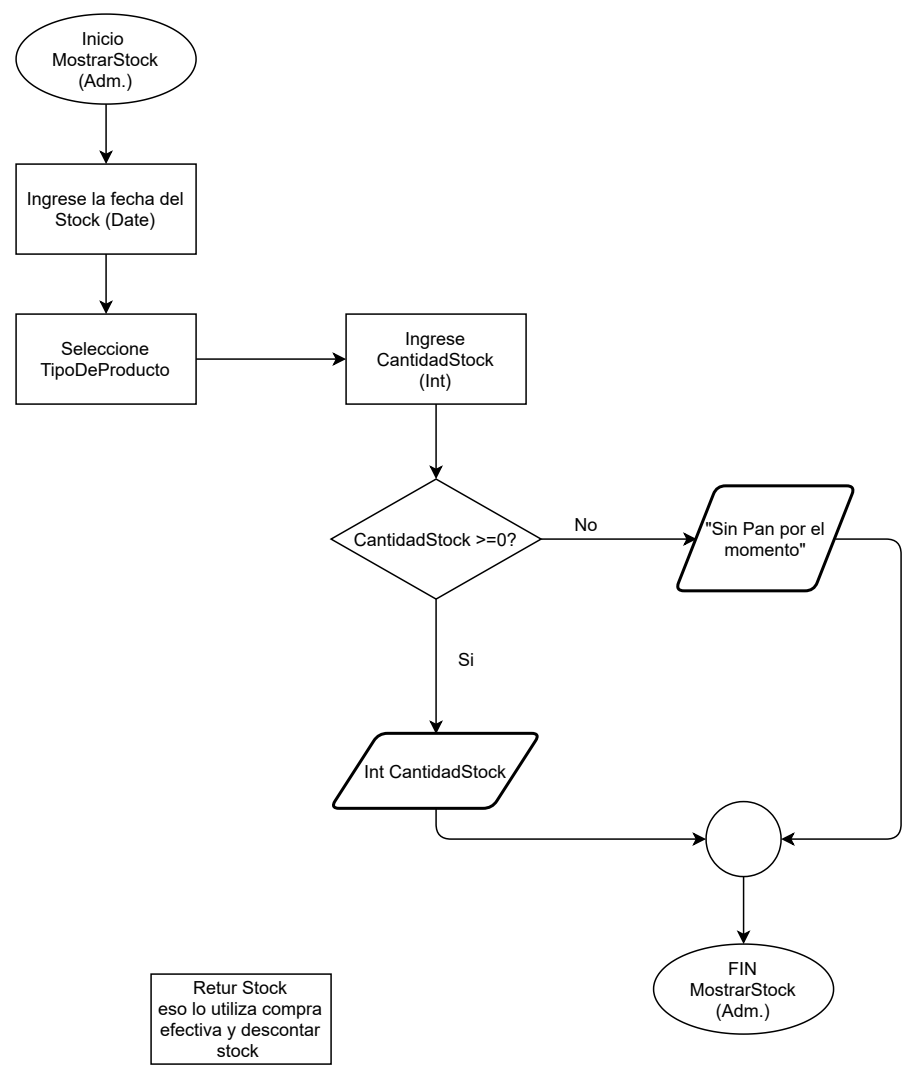 Inicio
MostrarStock
(Adm.)
Ingrese la fecha del
Stock (Date)
Seleccione
TipoDeProducto
Ingrese
CantidadStock
(Int)
CantidadStock >=0?
No
"Sin Pan por el
momento"
Si
Int CantidadStock
FIN
MostrarStock
(Adm.)
Retur Stock
eso lo utiliza compra
efectiva y descontar
stock